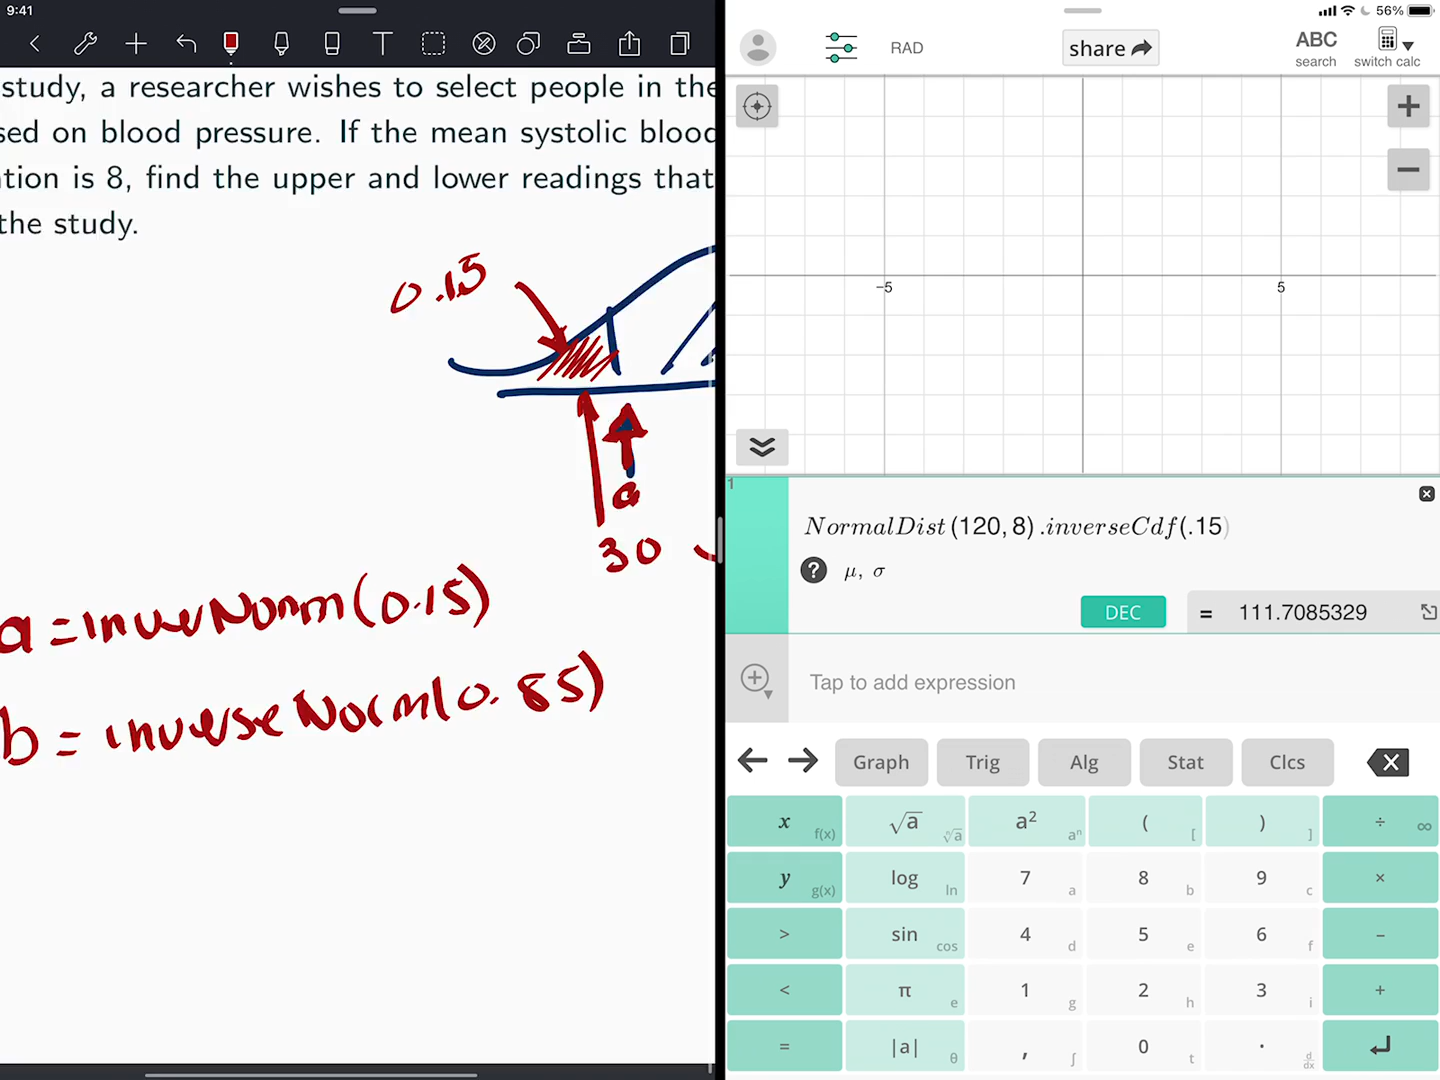 9:41
56%
RAD
share
ABC
search
switch calc
study, a researcher wishes to select people in the
sed on blood pressure. If the mean systolic blood
tion is 8, find the upper and lower readings that
the study.
0.15
a
30
a = inverNorm(0.15)
b = inverseNorm(0.85)
-5
5
1
NormalDist(120, 8).inverseCdf(.15)
? μ, σ
DEC
= 111.7085329
Tap to add expression
Graph Trig Alg Stat Clcs
x f(x) √a ⁿ√a a² aⁿ ( [ ) ] ÷ ∞
y g(x) log ln 7 a 8 b 9 c ×
> sin cos 4 d 5 e 6 f −
< π e 1 g 2 h 3 i +
= |a| θ , ∫ 0 t . d/dx